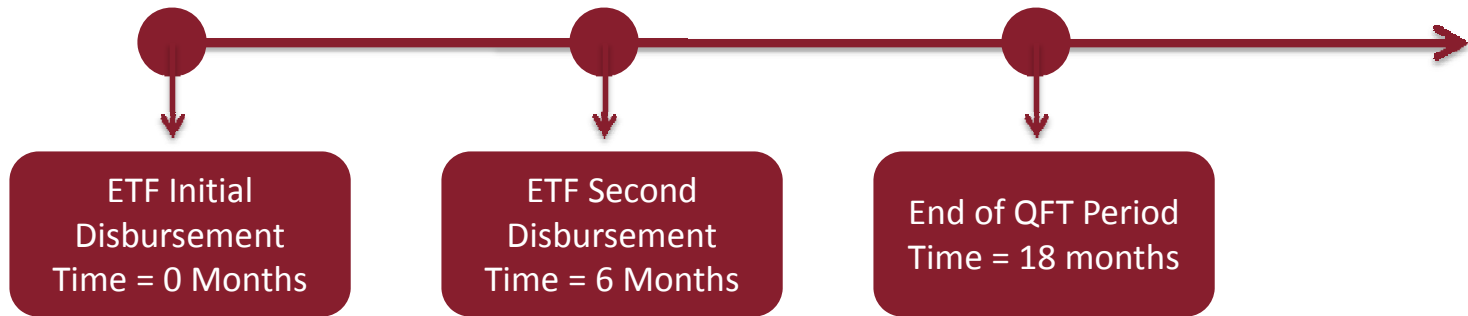 ETF Initial
Disbursement
Time = 0 Months
ETF Second
Disbursement
Time = 6 Months
End of QFT Period
Time = 18 months